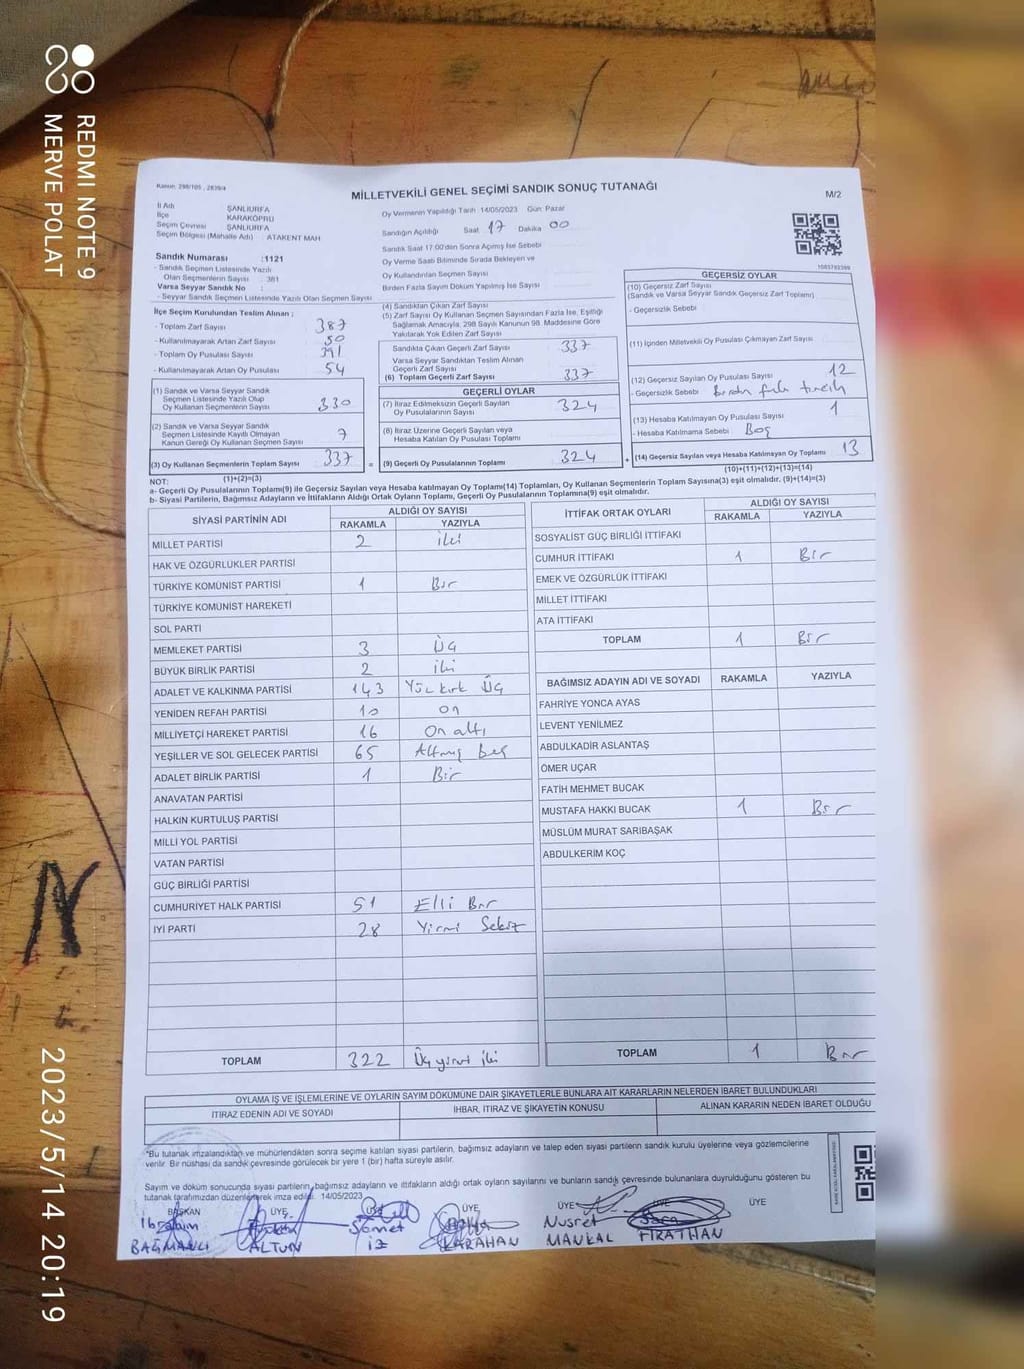 MİLLETVEKİLİ GENEL SEÇİMİ SANDIK SONUÇ TUTANAĞI
M/2
Kanun: 298/105 , 2839/4
İl Adı ŞANLIURFA
İlçe KARAKÖPRÜ
Seçim Çevresi ŞANLIURFA
Seçim Bölgesi (Mahalle Adı) : ATAKENT MAH
Oy Vermenin Yapıldığı Tarih 14/05/2023 Gün: Pazar
Sandığın Açıldığı Saat 17 Dakika 00
Sandık Saat 17:00'den Sonra Açılmış İse Sebebi
Oy Verme Saati Bitiminde Sırada Bekleyen ve
Oy Kullandırılan Seçmen Sayısı
Birden Fazla Sayım Döküm Yapılmış İse Sayısı
Sandık Numarası :1121
- Sandık Seçmen Listesinde Yazılı
Olan Seçmenlerin Sayısı : 381
Varsa Seyyar Sandık No :
- Seyyar Sandık Seçmen Listesinde Yazılı Olan Seçmen Sayısı
İlçe Seçim Kurulundan Teslim Alınan ;
- Toplam Zarf Sayısı 387
- Kullanılmayarak Artan Zarf Sayısı 50
- Toplam Oy Pusulası Sayısı 391
- Kullanılmayarak Artan Oy Pusulası 54
(1) Sandık ve Varsa Seyyar Sandık
Seçmen Listesinde Yazılı Olup
Oy Kullanan Seçmenlerin Sayısı 330
(2) Sandık ve Varsa Seyyar Sandık
Seçmen Listesinde Kayıtlı Olmayan
Kanun Gereği Oy Kullanan Seçmen Sayısı 7
(3) Oy Kullanan Seçmenlerin Toplam Sayısı 337
(1)+(2)=(3)
(4) Sandıktan Çıkan Zarf Sayısı
(5) Zarf Sayısı Oy Kullanan Seçmen Sayısından Fazla İse, Eşitliği
Sağlamak Amacıyla, 298 Sayılı Kanunun 98. Maddesine Göre
Yakılarak Yok Edilen Zarf Sayısı
Sandıkta Çıkan Geçerli Zarf Sayısı 337
Varsa Seyyar Sandıktan Teslim Alınan
Geçerli Zarf Sayısı
(6) Toplam Geçerli Zarf Sayısı 337
GEÇERLİ OYLAR
(7) İtiraz Edilmeksizin Geçerli Sayılan
Oy Pusulalarının Sayısı 324
(8) İtiraz Üzerine Geçerli Sayılan veya
Hesaba Katılan Oy Pusulası Toplamı
= (9) Geçerli Oy Pusulalarının Toplamı 324
GEÇERSİZ OYLAR
(10) Geçersiz Zarf Sayısı
(Sandık ve Varsa Seyyar Sandık Geçersiz Zarf Toplamı)
- Geçersizlik Sebebi
(11) İçinden Milletvekili Oy Pusulası Çıkmayan Zarf Sayısı
(12) Geçersiz Sayılan Oy Pusulası Sayısı 12
- Geçersizlik Sebebi Birden fazla tercih
(13) Hesaba Katılmayan Oy Pusulası Sayısı 1
- Hesaba Katılmama Sebebi Boş
+ (14) Geçersiz Sayılan veya Hesaba Katılmayan Oy Toplamı 13
(10)+(11)+(12)+(13)=(14)
NOT:
a- Geçerli Oy Pusulalarının Toplamı(9) ile Geçersiz Sayılan veya Hesaba katılmayan Oy Toplamı(14) Toplamları, Oy Kullanan Seçmenlerin Toplam Sayısına(3) eşit olmalıdır. (9)+(14)=(3)
b- Siyasi Partilerin, Bağımsız Adayların ve İttifakların Aldığı Ortak Oyların Toplamı, Geçerli Oy Pusulalarının Toplamına(9) eşit olmalıdır.
SİYASİ PARTİNİN ADI ALDIĞI OY SAYISI
RAKAMLA YAZIYLA
MİLLET PARTİSİ 2 iki
HAK VE ÖZGÜRLÜKLER PARTİSİ
TÜRKİYE KOMÜNİST PARTİSİ 1 Bir
TÜRKİYE KOMÜNİST HAREKETİ
SOL PARTİ
MEMLEKET PARTİSİ 3 Üç
BÜYÜK BİRLİK PARTİSİ 2 iki
ADALET VE KALKINMA PARTİSİ 143 Yüz kırk Üç
YENİDEN REFAH PARTİSİ 10 on
MİLLİYETÇİ HAREKET PARTİSİ 16 On altı
YEŞİLLER VE SOL GELECEK PARTİSİ 65 Altmış beş
ADALET BİRLİK PARTİSİ 1 Bir
ANAVATAN PARTİSİ
HALKIN KURTULUŞ PARTİSİ
MİLLİ YOL PARTİSİ
VATAN PARTİSİ
GÜÇ BİRLİĞİ PARTİSİ
CUMHURİYET HALK PARTİSİ 51 Elli Bir
İYİ PARTİ 28 Yirmi Sekiz
TOPLAM 322 Üç yirmi iki
İTTİFAK ORTAK OYLARI ALDIĞI OY SAYISI
RAKAMLA YAZIYLA
SOSYALİST GÜÇ BİRLİĞİ İTTİFAKI
CUMHUR İTTİFAKI 1 Bir
EMEK VE ÖZGÜRLÜK İTTİFAKI
MİLLET İTTİFAKI
ATA İTTİFAKI
TOPLAM 1 Bir
BAĞIMSIZ ADAYIN ADI VE SOYADI RAKAMLA YAZIYLA
FAHRİYE YONCA AYAS
LEVENT YENİLMEZ
ABDULKADİR ASLANTAŞ
ÖMER UÇAR
FATİH MEHMET BUCAK
MUSTAFA HAKKI BUCAK 1 Bir
MÜSLÜM MURAT SARIBAŞAK
ABDULKERİM KOÇ
TOPLAM 1 Bir
OYLAMA İŞ VE İŞLEMLERİNE VE OYLARIN SAYIM DÖKÜMÜNE DAİR ŞİKAYETLERLE BUNLARA AİT KARARLARIN NELERDEN İBARET BULUNDUKLARI
İTİRAZ EDENİN ADI VE SOYADI İHBAR, İTİRAZ VE ŞİKAYETİN KONUSU ALINAN KARARIN NEDEN İBARET OLDUĞU
*Bu tutanak imzalandıktan ve mühürlendikten sonra seçime katılan siyasi partilerin, bağımsız adayların ve talep eden siyasi partilerin sandık kurulu üyelerine veya gözlemcilerine
verilir. Bir nüshası da sandık çevresinde görülecek bir yere 1 (bir) hafta süreyle asılır.
Sayım ve döküm sonucunda siyasi partilerin, bağımsız adayların ve ittifakların aldığı ortak oyların sayılarını ve bunların sandık çevresinde bulunanlara duyrulduğunu gösteren bu
tutanak tarafımızdan düzenlenerek imza edildi. 14/05/2023
BAŞKAN ÜYE ÜYE ÜYE ÜYE ÜYE ÜYE
İbrahim BAĞMANLI
ALTUN
Samet İZ
KARAHAN
Nusret MANKAL
FIRATHAN
REDMI NOTE 9
MERVE POLAT
2023/5/14 20:19